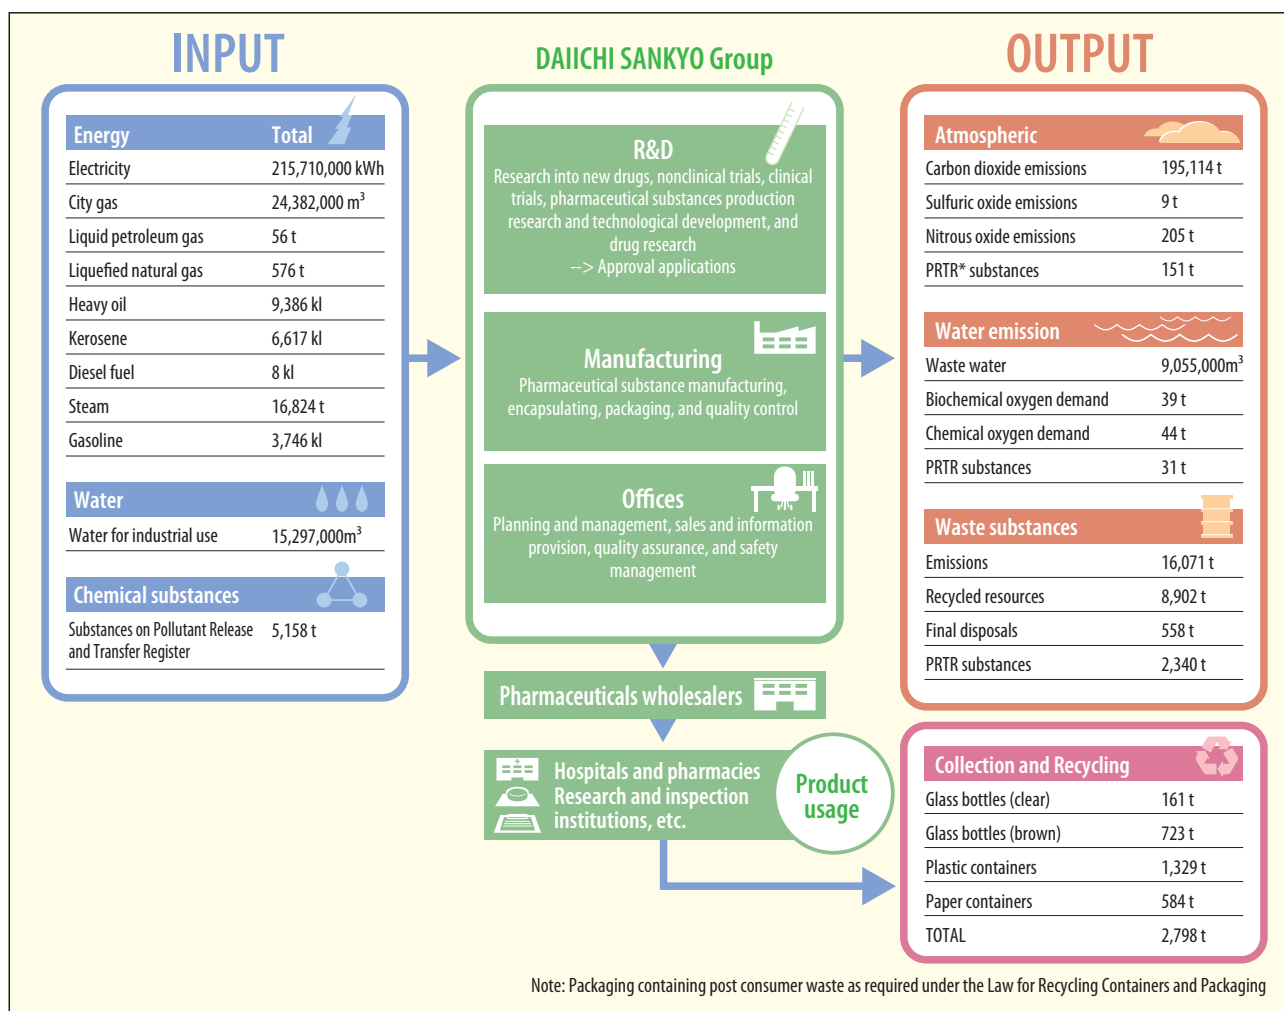 INPUT
Energy Total
Electricity 215,710,000 kWh
City gas 24,382,000 m³
Liquid petroleum gas 56 t
Liquefied natural gas 576 t
Heavy oil 9,386 kl
Kerosene 6,617 kl
Diesel fuel 8 kl
Steam 16,824 t
Gasoline 3,746 kl
Water
Water for industrial use 15,297,000m³
Chemical substances
Substances on Pollutant Release 5,158 t
and Transfer Register
DAIICHI SANKYO Group
R&D
Research into new drugs, nonclinical trials, clinical
trials, pharmaceutical substances production
research and technological development, and
drug research
--> Approval applications
Manufacturing
Pharmaceutical substance manufacturing,
encapsulating, packaging, and quality control
Offices
Planning and management, sales and information
provision, quality assurance, and safety
management
Pharmaceuticals wholesalers
Hospitals and pharmacies
Research and inspection
institutions, etc.
Product
usage
OUTPUT
Atmospheric
Carbon dioxide emissions 195,114 t
Sulfuric oxide emissions 9 t
Nitrous oxide emissions 205 t
PRTR* substances 151 t
Water emission
Waste water 9,055,000m³
Biochemical oxygen demand 39 t
Chemical oxygen demand 44 t
PRTR substances 31 t
Waste substances
Emissions 16,071 t
Recycled resources 8,902 t
Final disposals 558 t
PRTR substances 2,340 t
Collection and Recycling
Glass bottles (clear) 161 t
Glass bottles (brown) 723 t
Plastic containers 1,329 t
Paper containers 584 t
TOTAL 2,798 t
Note: Packaging containing post consumer waste as required under the Law for Recycling Containers and Packaging